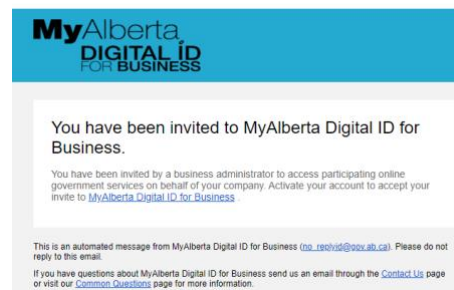 MyAlberta
DIGITAL ID
FOR BUSINESS
You have been invited to MyAlberta Digital ID for
Business.
You have been invited by a business administrator to access participating online
government services on behalf of your company. Activate your account to accept your
invite to MyAlberta Digital ID for Business .
This is an automated message from MyAlberta Digital ID for Business (no_replyid@gov.ab.ca). Please do not
reply to this email.
If you have questions about MyAlberta Digital ID for Business send us an email through the Contact Us page
or visit our Common Questions page for more information.